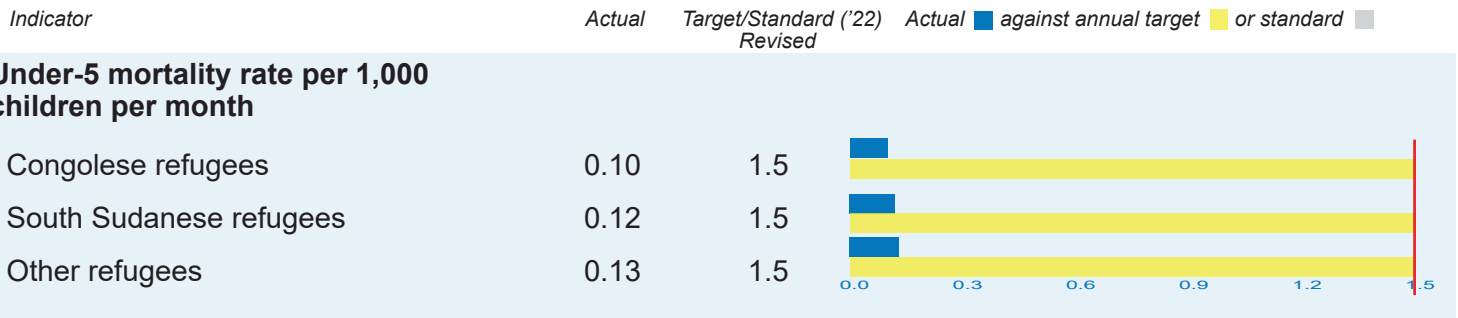 Indicator Actual Target/Standard ('22) Revised Actual against annual target or standard
Under-5 mortality rate per 1,000
children per month
Congolese refugees 0.10 1.5
South Sudanese refugees 0.12 1.5
Other refugees 0.13 1.5
0.0 0.3 0.6 0.9 1.2 1.5